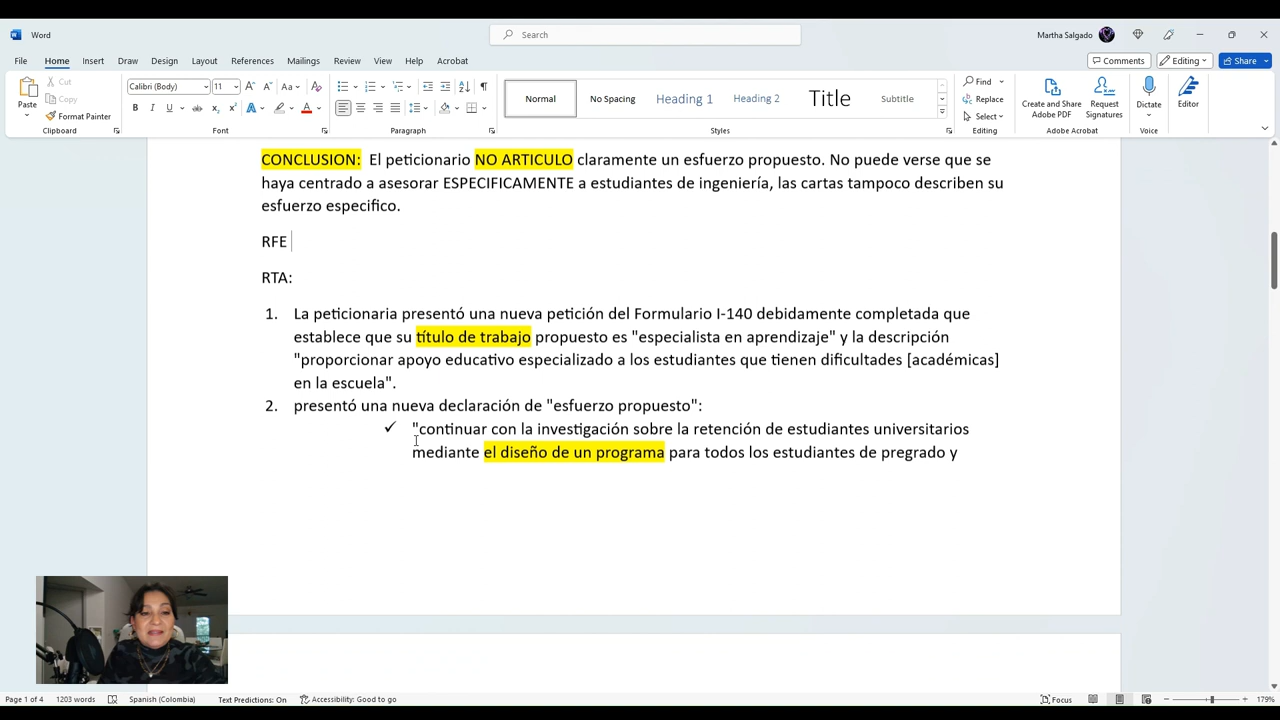 Word
Search
Martha Salgado
File Home Insert Draw Design Layout References Mailings Review View Help Acrobat
Comments Editing Share
Paste
Cut
Copy
Format Painter
Clipboard
Calibri (Body) 11
Font
Paragraph
Normal No Spacing Heading 1 Heading 2 Title Subtitle
Styles
Find
Replace
Select
Editing
Create and Share
Adobe PDF
Request
Signatures
Adobe Acrobat
Dictate
Voice
Editor
Editor
CONCLUSION: El peticionario NO ARTICULO claramente un esfuerzo propuesto. No puede verse que se
haya centrado a asesorar ESPECIFICAMENTE a estudiantes de ingeniería, las cartas tampoco describen su
esfuerzo especifico.
RFE
RTA:
1. La peticionaria presentó una nueva petición del Formulario I-140 debidamente completada que
establece que su título de trabajo propuesto es "especialista en aprendizaje" y la descripción
"proporcionar apoyo educativo especializado a los estudiantes que tienen dificultades [académicas]
en la escuela".
2. presentó una nueva declaración de "esfuerzo propuesto":
✓ "continuar con la investigación sobre la retención de estudiantes universitarios
mediante el diseño de un programa para todos los estudiantes de pregrado y
Page 1 of 4 1203 words Spanish (Colombia) Text Predictions: On Accessibility: Good to go Focus 179%